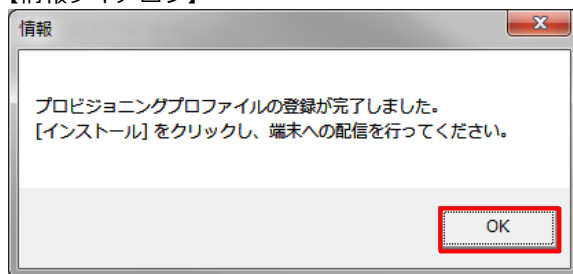 情報
プロビジョニングプロファイルの登録が完了しました。
[インストール] をクリックし、端末への配信を行ってください。
OK